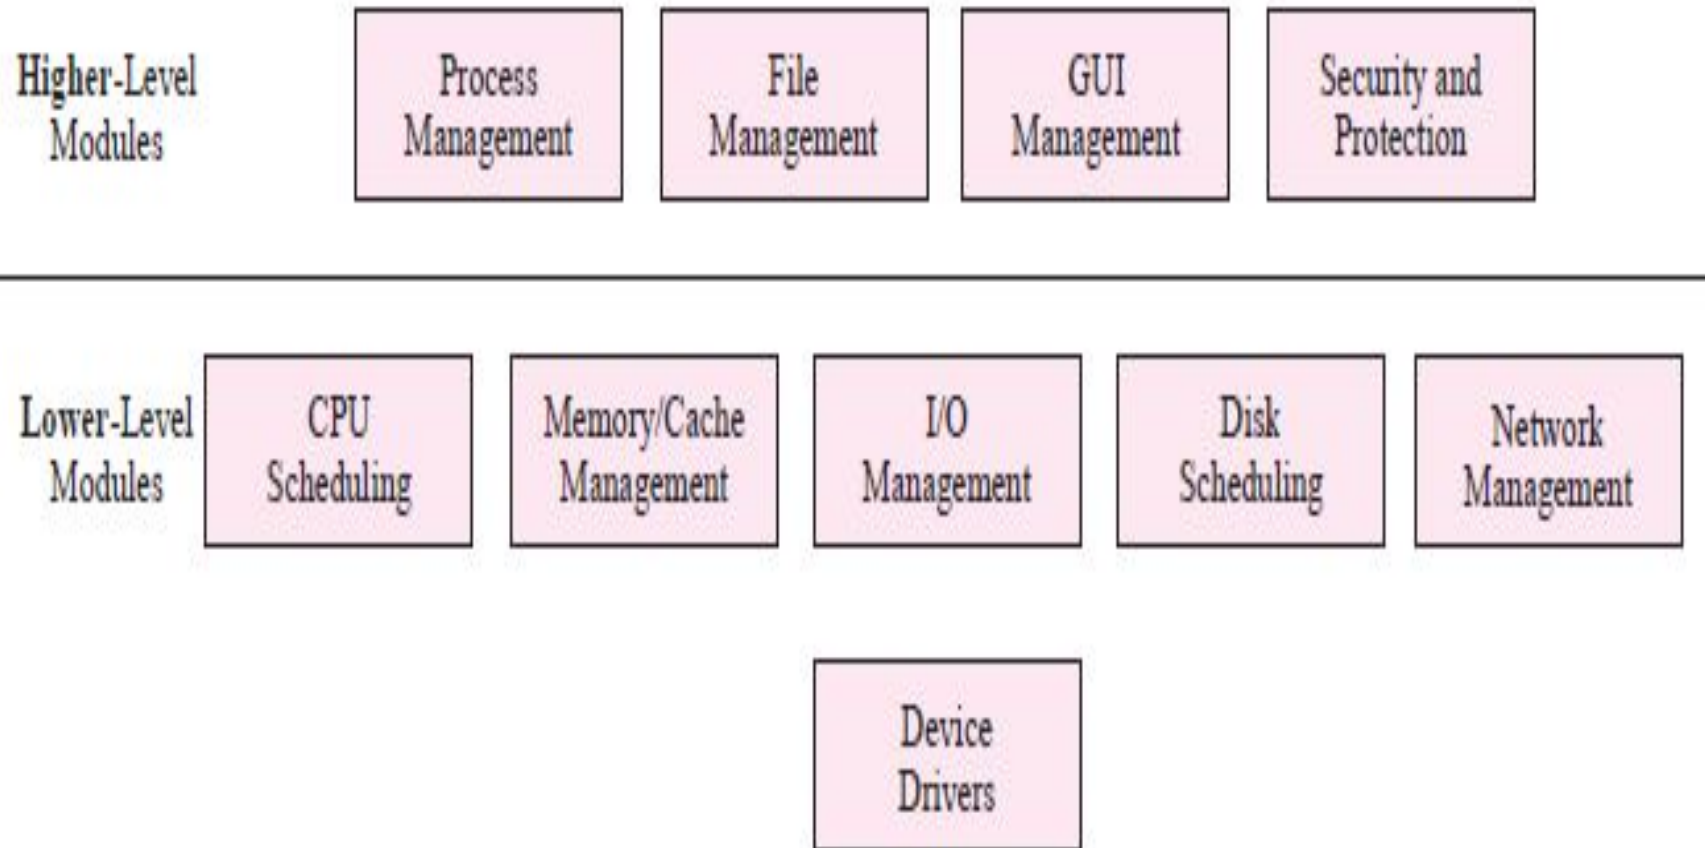 Higher-Level
Modules
Process
Management
File
Management
GUI
Management
Security and
Protection
Lower-Level
Modules
CPU
Scheduling
Memory/Cache
Management
I/O
Management
Disk
Scheduling
Network
Management
Device
Drivers